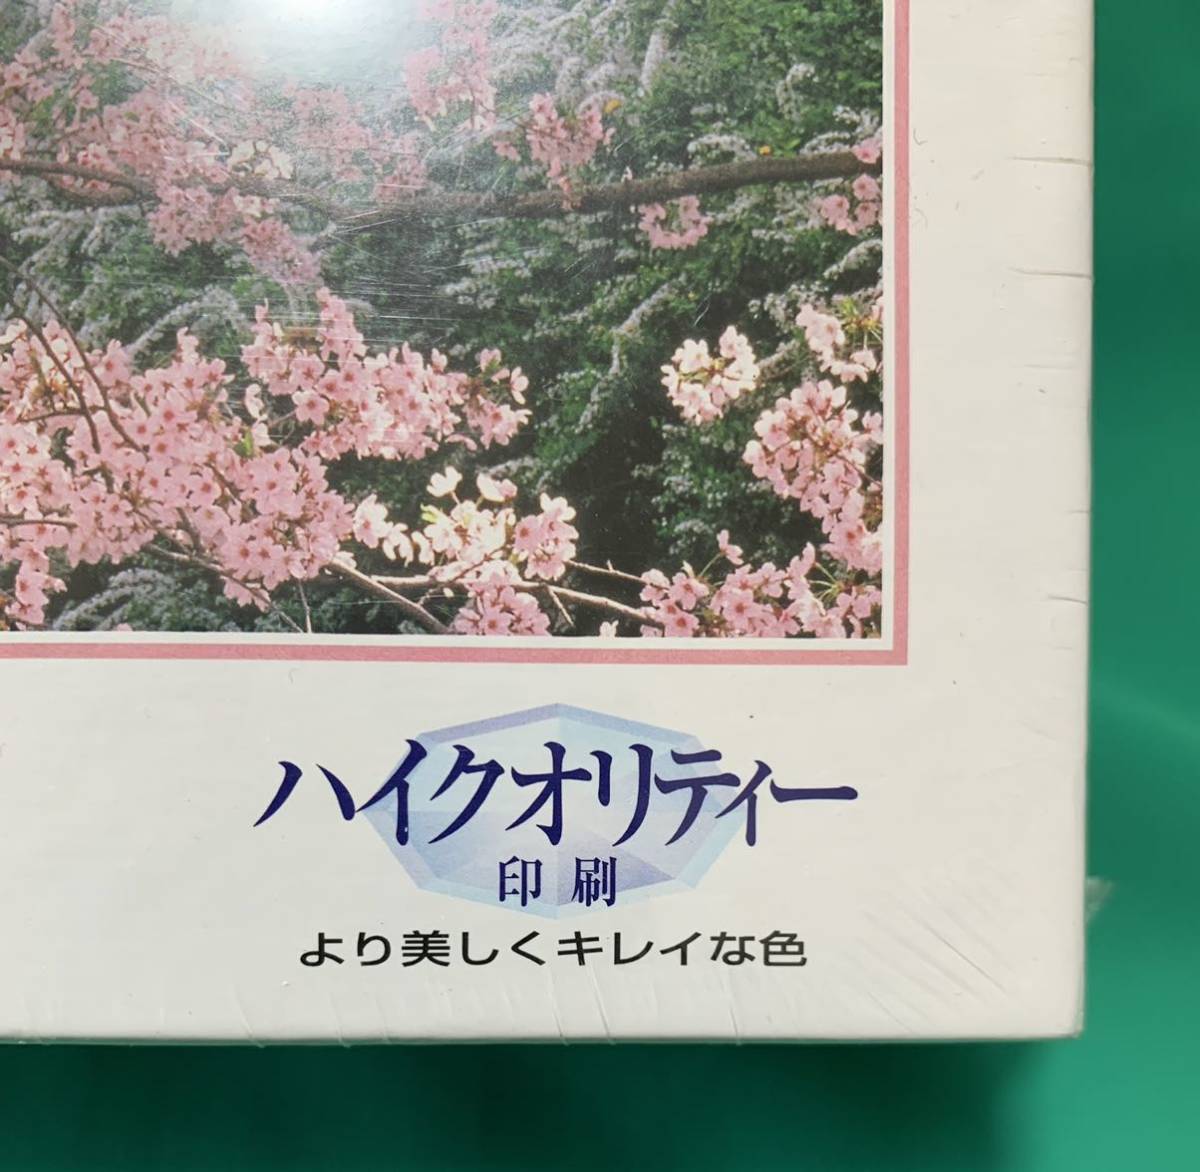 ハイクオリティー
印刷
より美しくキレイな色